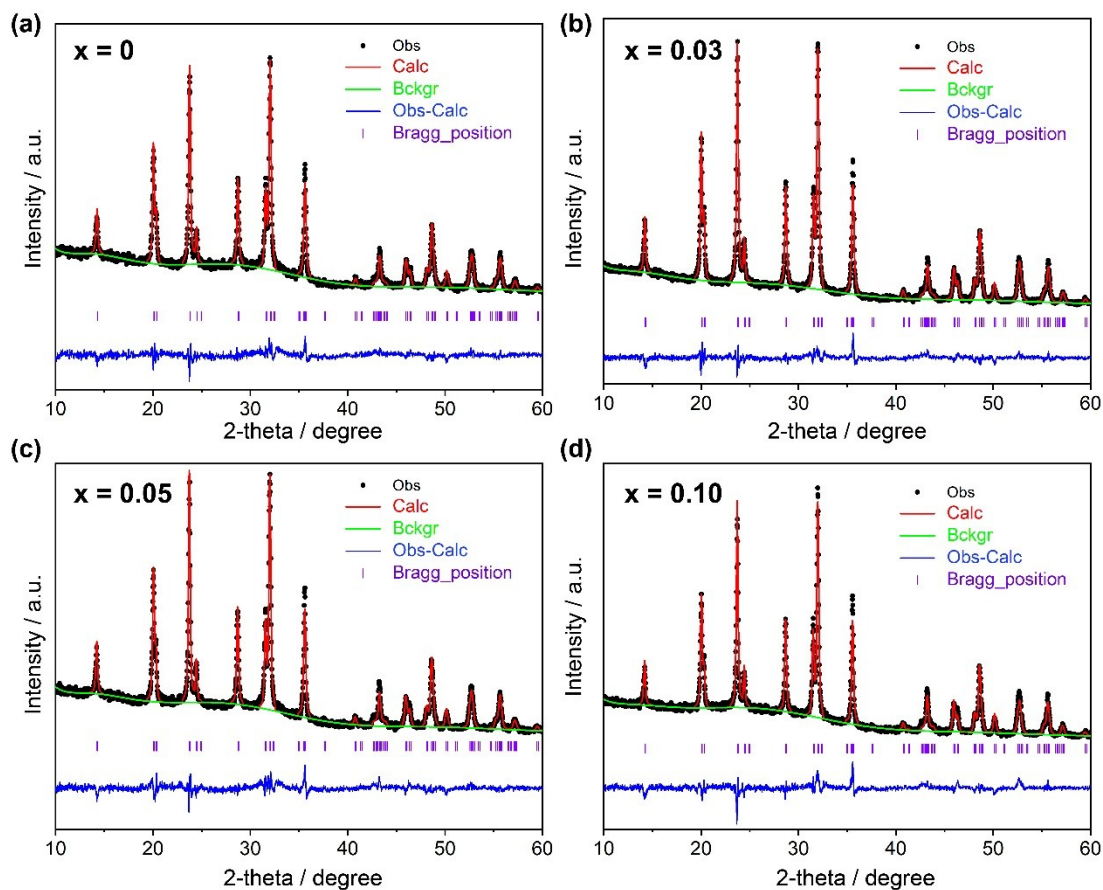 (a)
x = 0
Obs
Calc
Bckgr
Obs-Calc
Bragg_position
Intensity / a.u.
10 20 30 40 50 60
2-theta / degree
(b)
x = 0.03
Obs
Calc
Bckgr
Obs-Calc
Bragg_position
Intensity / a.u.
10 20 30 40 50 60
2-theta / degree
(c)
x = 0.05
Obs
Calc
Bckgr
Obs-Calc
Bragg_position
Intensity / a.u.
10 20 30 40 50 60
2-theta / degree
(d)
x = 0.10
Obs
Calc
Bckgr
Obs-Calc
Bragg_position
Intensity / a.u.
10 20 30 40 50 60
2-theta / degree